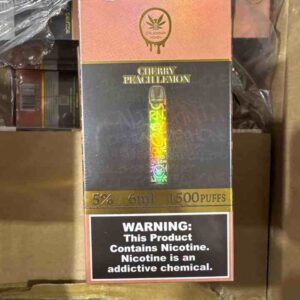 CHERRY
PEACH LEMON
5% 6ml 1500 PUFFS
WARNING:
This Product
Contains Nicotine.
Nicotine is an
addictive chemical.